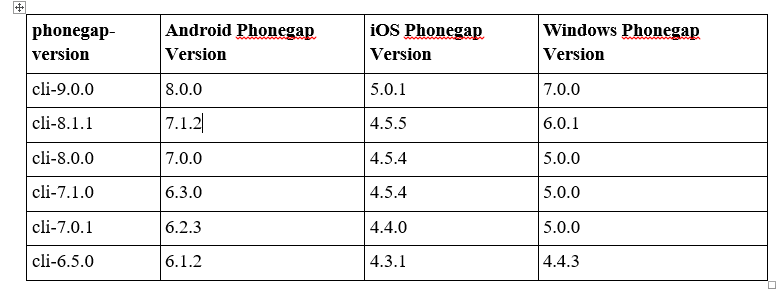 phonegap-version Android Phonegap Version iOS Phonegap Version Windows Phonegap Version
cli-9.0.0 8.0.0 5.0.1 7.0.0
cli-8.1.1 7.1.2 4.5.5 6.0.1
cli-8.0.0 7.0.0 4.5.4 5.0.0
cli-7.1.0 6.3.0 4.5.4 5.0.0
cli-7.0.1 6.2.3 4.4.0 5.0.0
cli-6.5.0 6.1.2 4.3.1 4.4.3